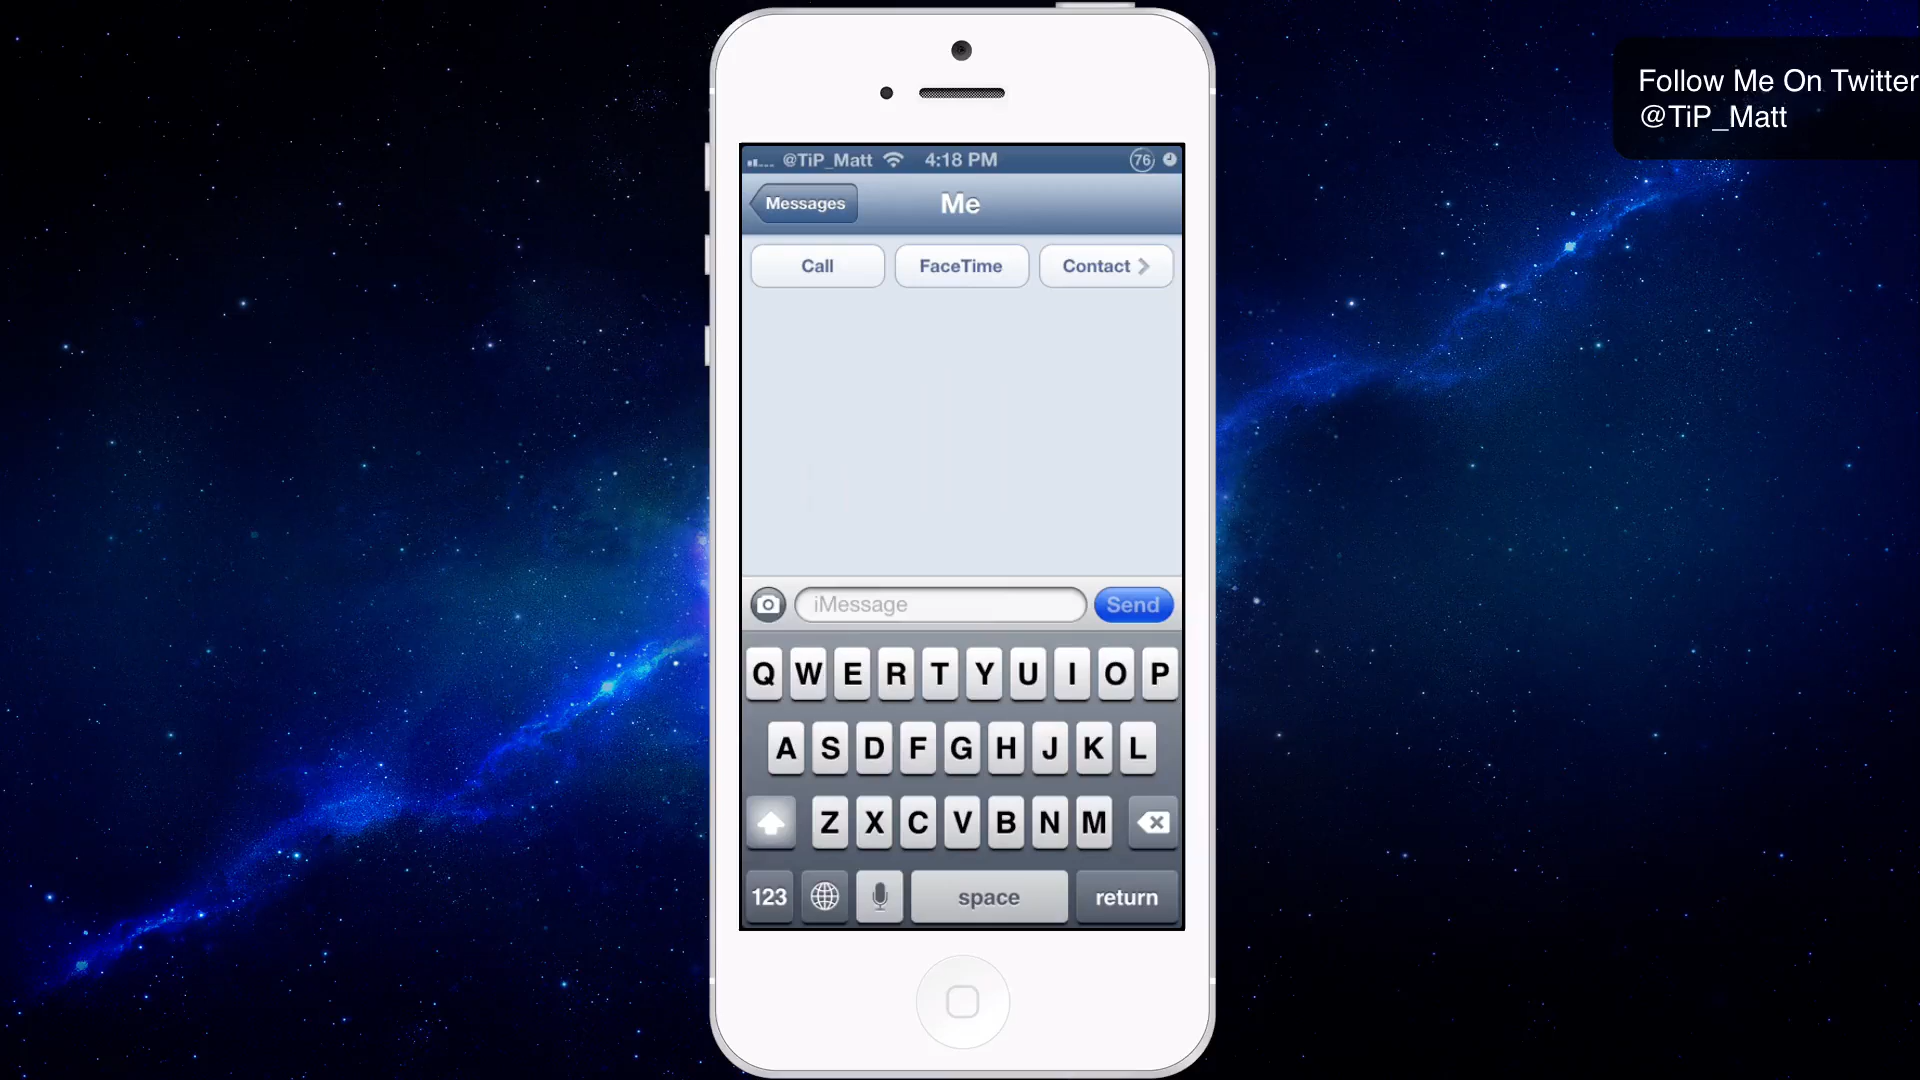 Follow Me On Twitter
@TiP_Matt
@TiP_Matt 4:18 PM 76
Messages Me
Call FaceTime Contact
iMessage Send
Q W E R T Y U I O P
A S D F G H J K L
Z X C V B N M
123 space return